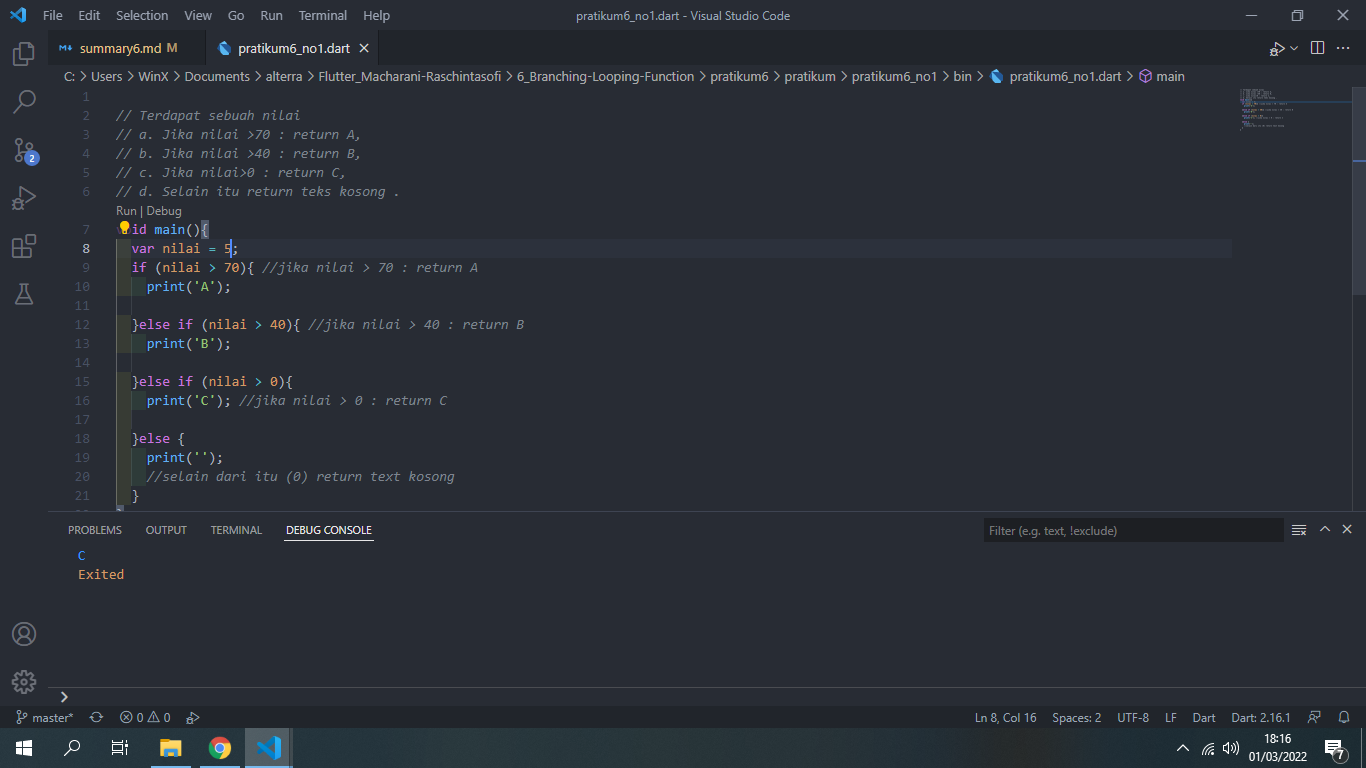 File Edit Selection View Go Run Terminal Help pratikum6_no1.dart - Visual Studio Code
summary6.md M pratikum6_no1.dart
C: > Users > WinX > Documents > alterra > Flutter_Macharani-Raschintasofi > 6_Branching-Looping-Function > pratikum6 > pratikum > pratikum6_no1 > bin > pratikum6_no1.dart > main
1
2 // Terdapat sebuah nilai
3 // a. Jika nilai >70 : return A,
4 // b. Jika nilai >40 : return B,
5 // c. Jika nilai>0 : return C,
6 // d. Selain itu return teks kosong .
Run | Debug
7 id main(){
8 var nilai = 5;
9 if (nilai > 70){ //jika nilai > 70 : return A
10 print('A');
11
12 }else if (nilai > 40){ //jika nilai > 40 : return B
13 print('B');
14
15 }else if (nilai > 0){
16 print('C'); //jika nilai > 0 : return C
17
18 }else {
19 print('');
20 //selain dari itu (0) return text kosong
21 }
2
PROBLEMS OUTPUT TERMINAL DEBUG CONSOLE Filter (e.g. text, !exclude)
C
Exited
master* 0 0 Ln 8, Col 16 Spaces: 2 UTF-8 LF Dart Dart: 2.16.1
18:16
01/03/2022
7